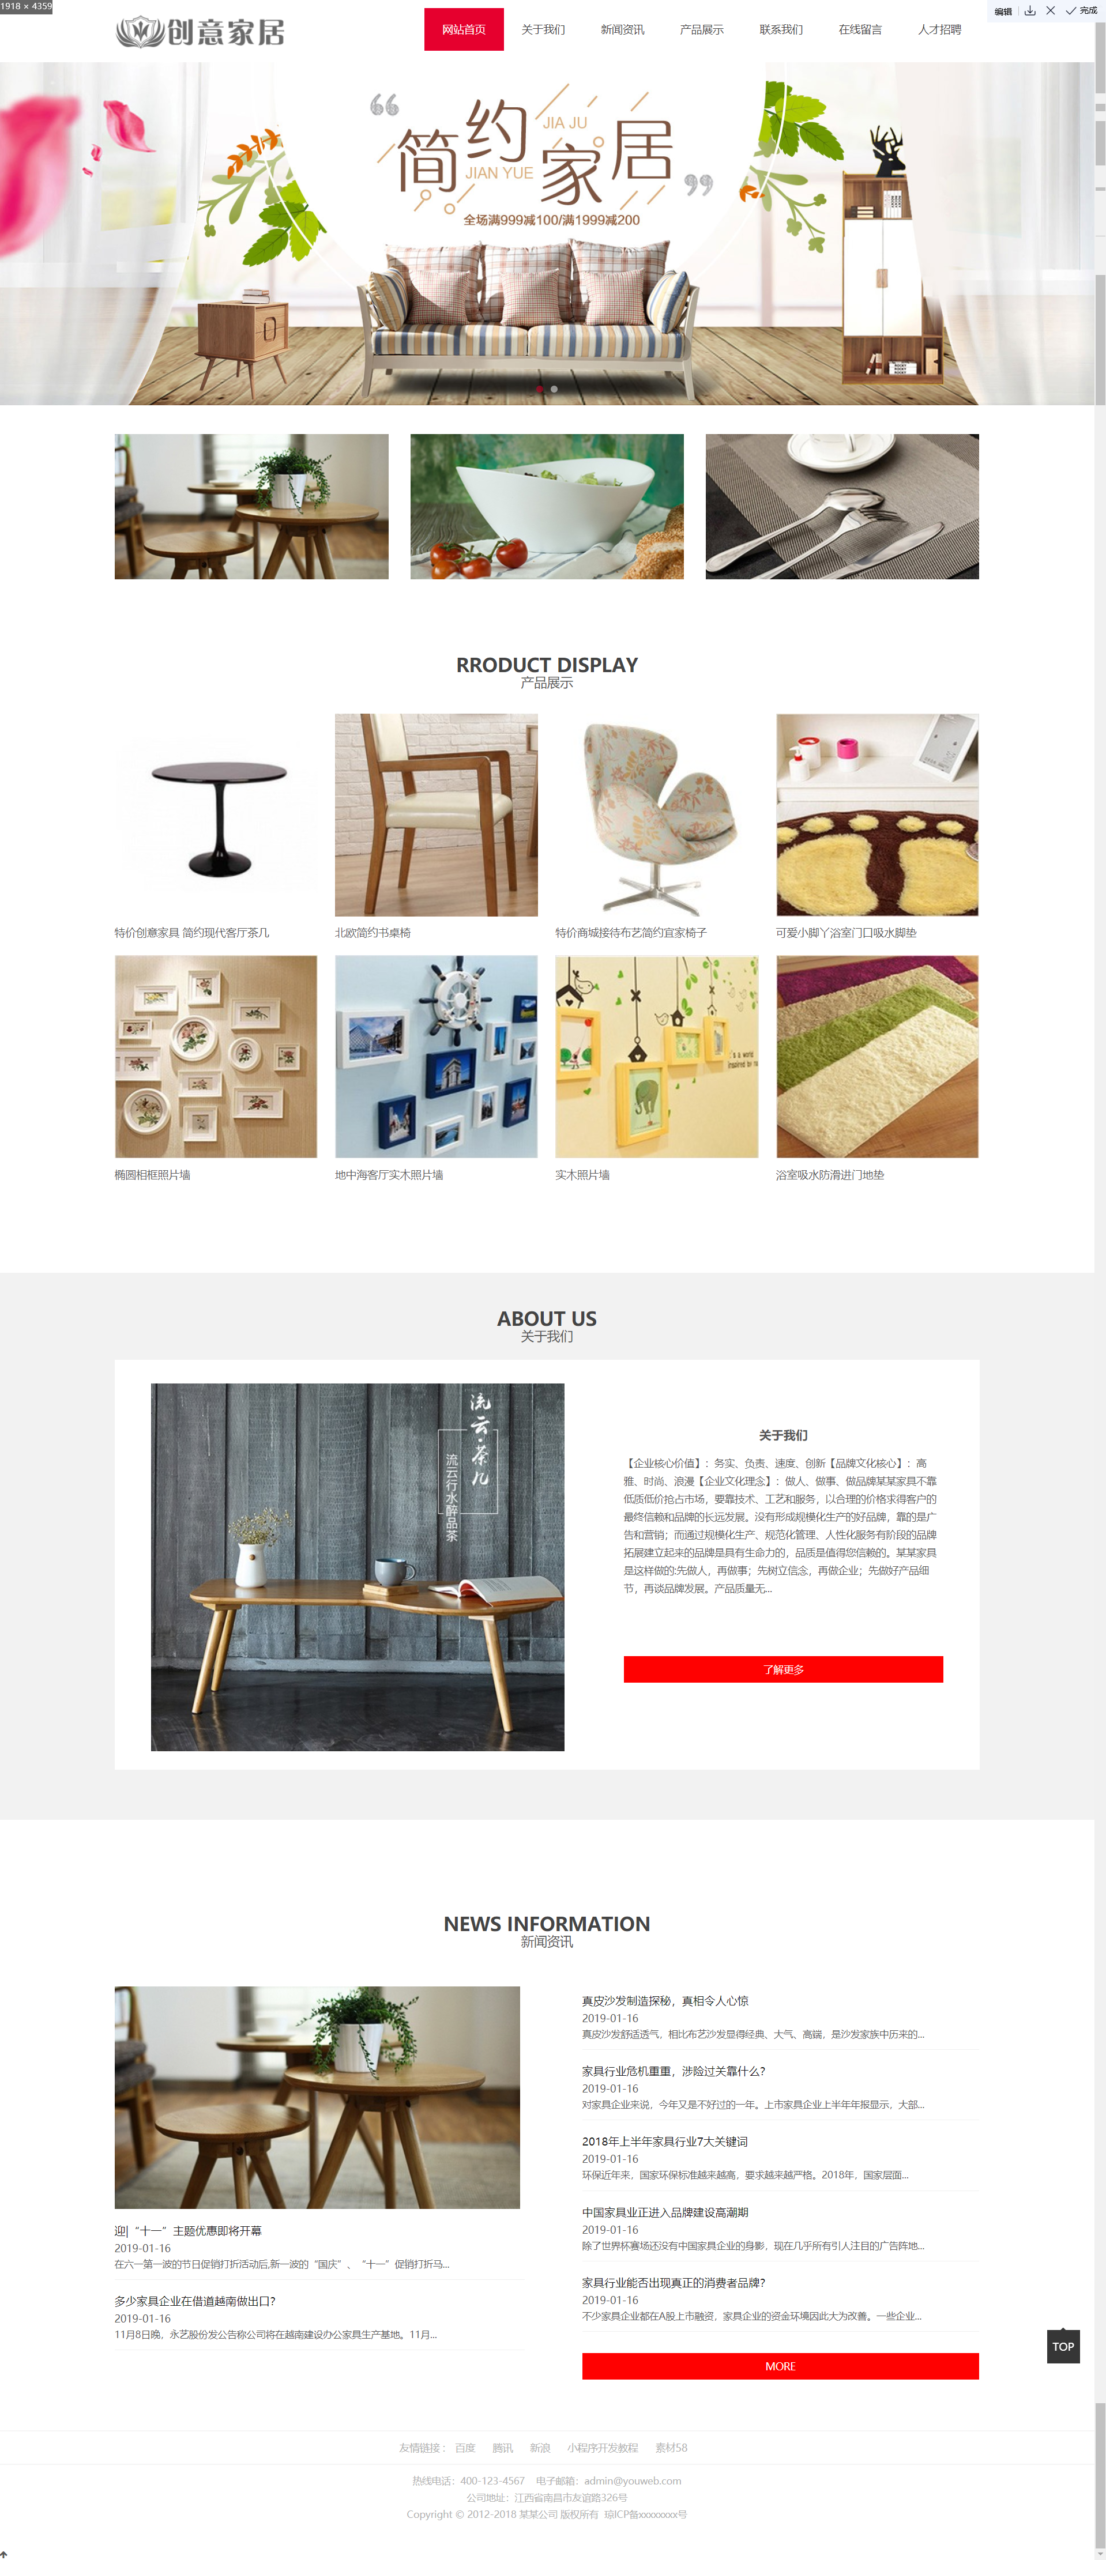 1918 × 4359
编辑
完成
创意家居
网站首页
关于我们
新闻资讯
产品展示
联系我们
在线留言
人才招聘
简约家居
JIA JU
JIAN YUE
全场满999减100/满1999减200
RRODUCT DISPLAY
产品展示
特价创意家具 简约现代客厅茶几
北欧简约书桌椅
特价商城接待布艺简约宜家椅子
可爱小脚丫浴室门口吸水脚垫
椭圆相框照片墙
地中海客厅实木照片墙
实木照片墙
浴室吸水防滑进门地垫
ABOUT US
关于我们
流云·茶几
流云行水醉品茶
关于我们
【企业核心价值】：务实、负责、速度、创新【品牌文化核心】：高
雅、时尚、浪漫【企业文化理念】：做人、做事、做品牌某某家具不靠
低质低价抢占市场，要靠技术、工艺和服务，以合理的价格求得客户的
最终信赖和品牌的长远发展。没有形成规模化生产的好品牌，靠的是广
告和营销；而通过规模化生产、规范化管理、人性化服务有阶段的品牌
拓展建立起来的品牌是具有生命力的，品质是值得您信赖的。某某家具
是这样做的:先做人，再做事；先树立信念，再做企业；先做好产品细
节，再谈品牌发展。产品质量无...
了解更多
NEWS INFORMATION
新闻资讯
迎|“十一”主题优惠即将开幕
2019-01-16
在六一第一波的节日促销打折活动后,新一波的“国庆”、“十一”促销打折马...
多少家具企业在借道越南做出口?
2019-01-16
11月8日晚，永艺股份发公告称公司将在越南建设办公家具生产基地。11月...
真皮沙发制造探秘，真相令人心惊
2019-01-16
真皮沙发舒适透气，相比布艺沙发显得经典、大气、高端，是沙发家族中历来的...
家具行业危机重重，涉险过关靠什么?
2019-01-16
对家具企业来说，今年又是不好过的一年。上市家具企业上半年年报显示，大部...
2018年上半年家具行业7大关键词
2019-01-16
环保近年来，国家环保标准越来越高，要求越来越严格。2018年，国家层面...
中国家具业正进入品牌建设高潮期
2019-01-16
除了世界杯赛场还没有中国家具企业的身影，现在几乎所有引人注目的广告阵地...
家具行业能否出现真正的消费者品牌?
2019-01-16
不少家具企业都在A股上市融资，家具企业的资金环境因此大为改善。一些企业...
MORE
TOP
友情链接： 百度 腾讯 新浪 小程序开发教程 素材58
热线电话：400-123-4567 电子邮箱：admin@youweb.com
公司地址：江西省南昌市友谊路326号
Copyright © 2012-2018 某某公司 版权所有 琼ICP备xxxxxxxx号